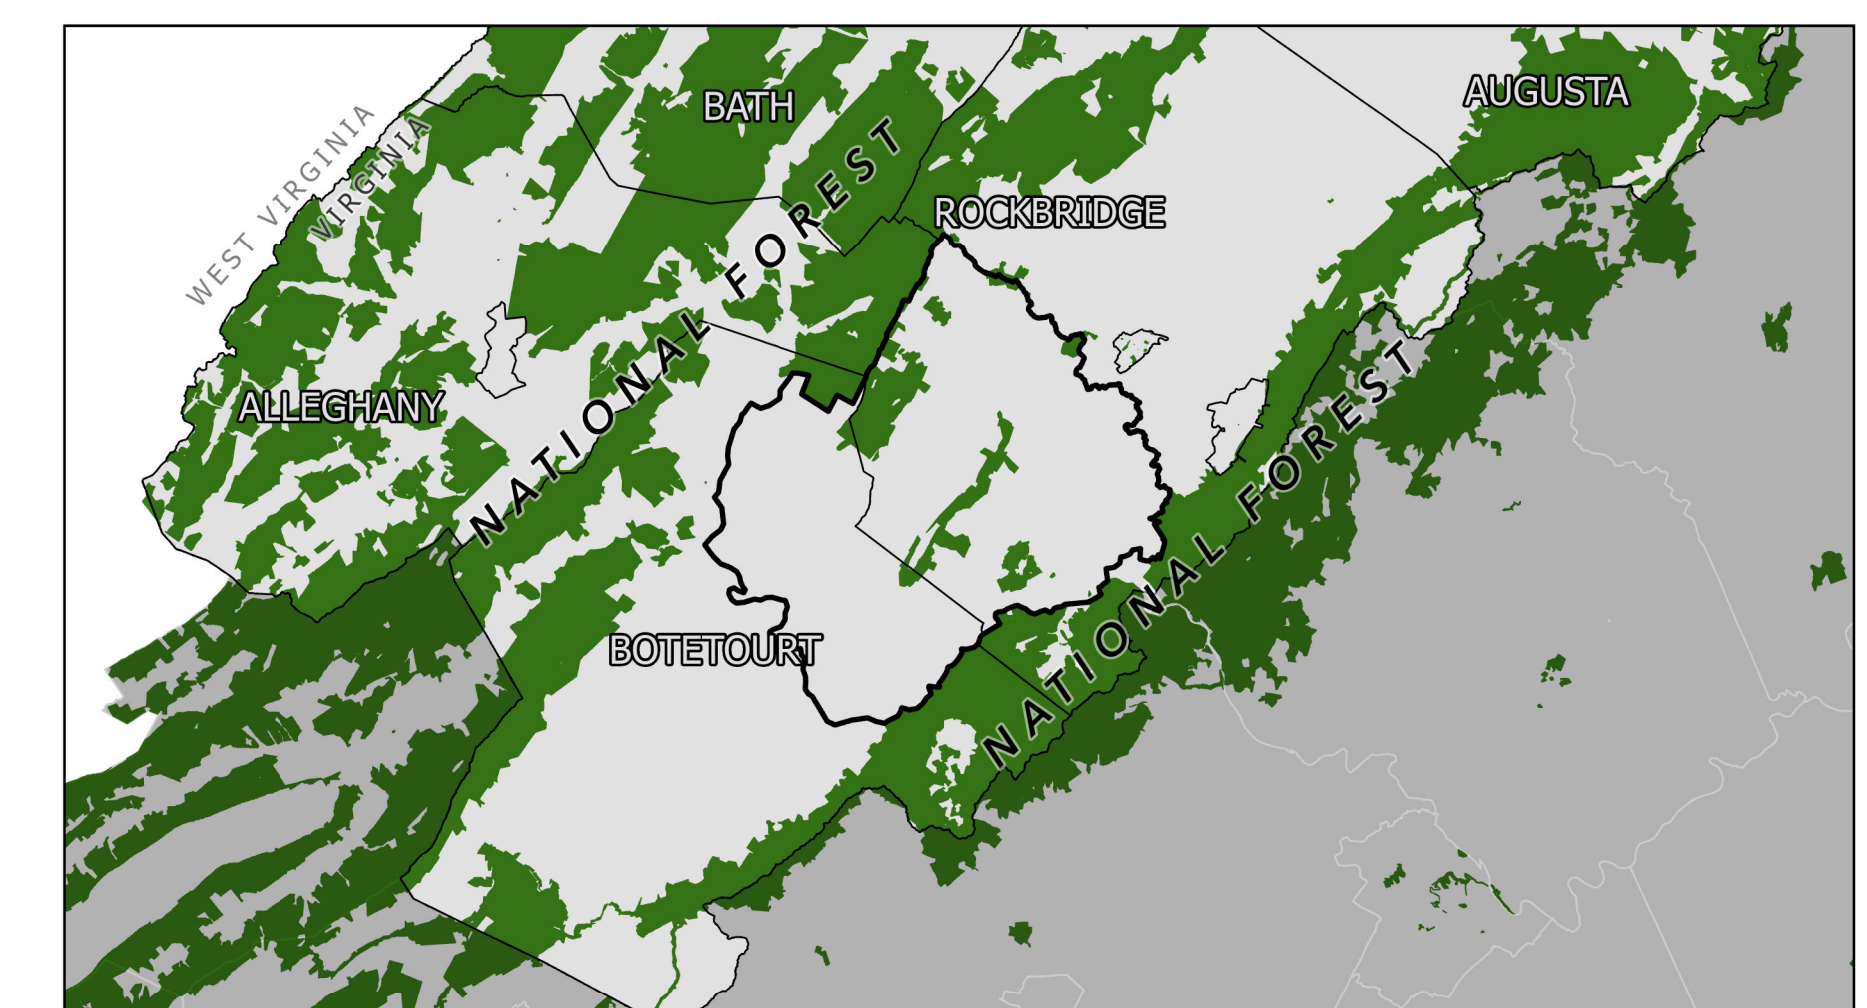 BATH
AUGUSTA
WEST VIRGINIA
VIRGINIA
ROCKBRIDGE
NATIONAL FOREST
ALLEGHANY
NATIONAL FOREST
BOTETOURT